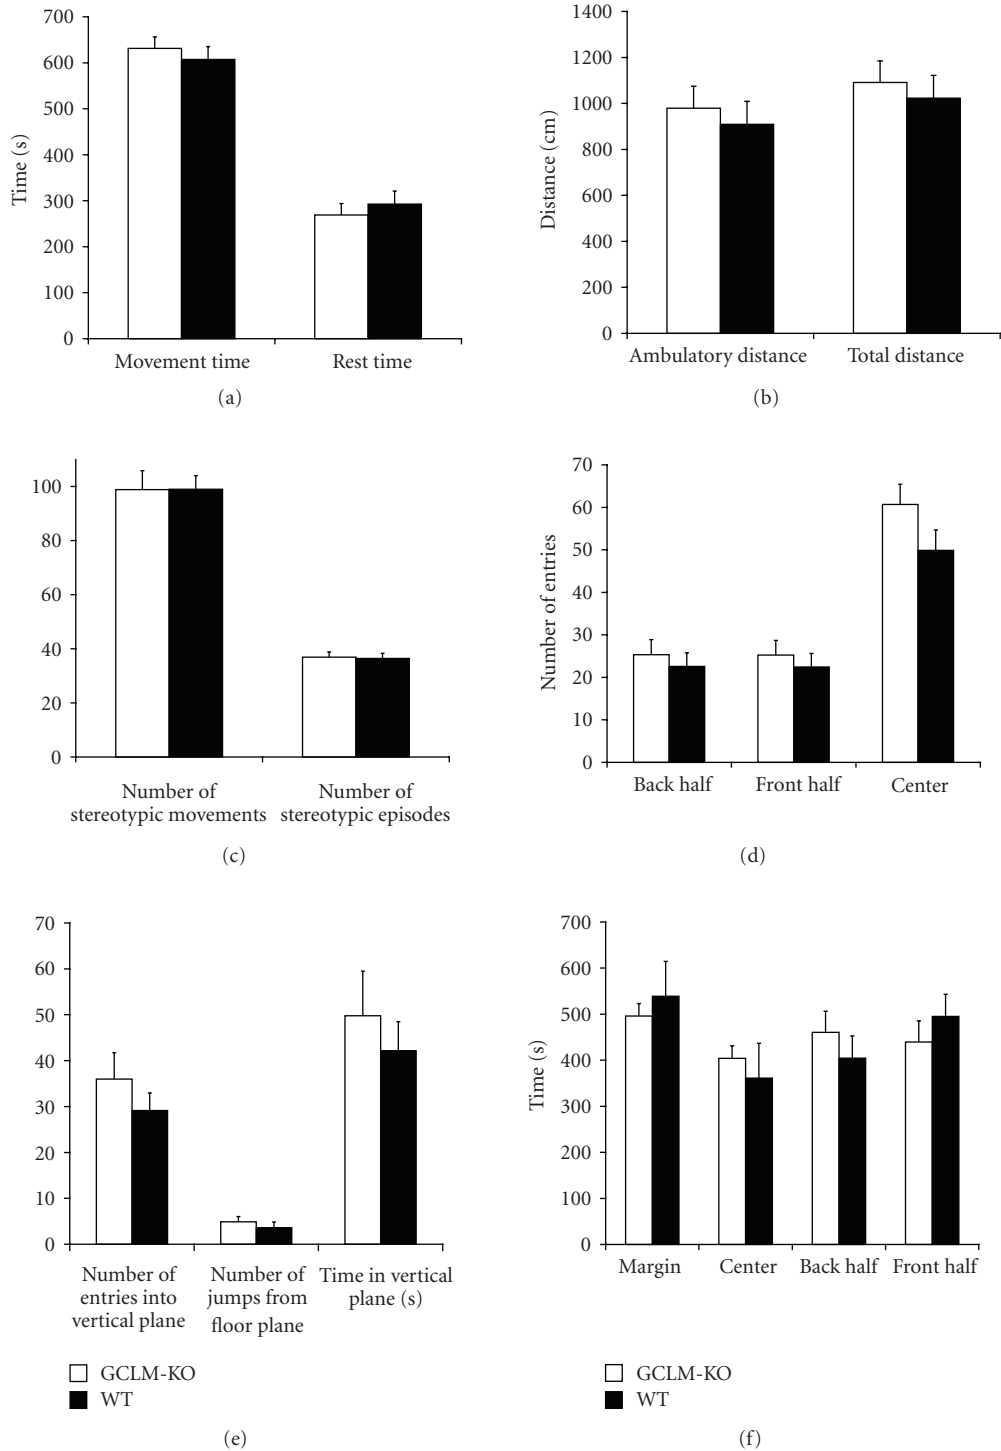 700
600
500
400
300
200
100
0
Time (s)
Movement time
Rest time
(a)
1400
1200
1000
800
600
400
200
0
Distance (cm)
Ambulatory distance
Total distance
(b)
100
80
60
40
20
0
Number of
stereotypic movements
Number of
stereotypic episodes
(c)
70
60
50
40
30
20
10
0
Number of entries
Back half
Front half
Center
(d)
70
60
50
40
30
20
10
0
Number of
entries into
vertical plane
Number of
jumps from
floor plane
Time in vertical
plane (s)
GCLM-KO
WT
(e)
700
600
500
400
300
200
100
0
Time (s)
Margin
Center
Back half
Front half
GCLM-KO
WT
(f)